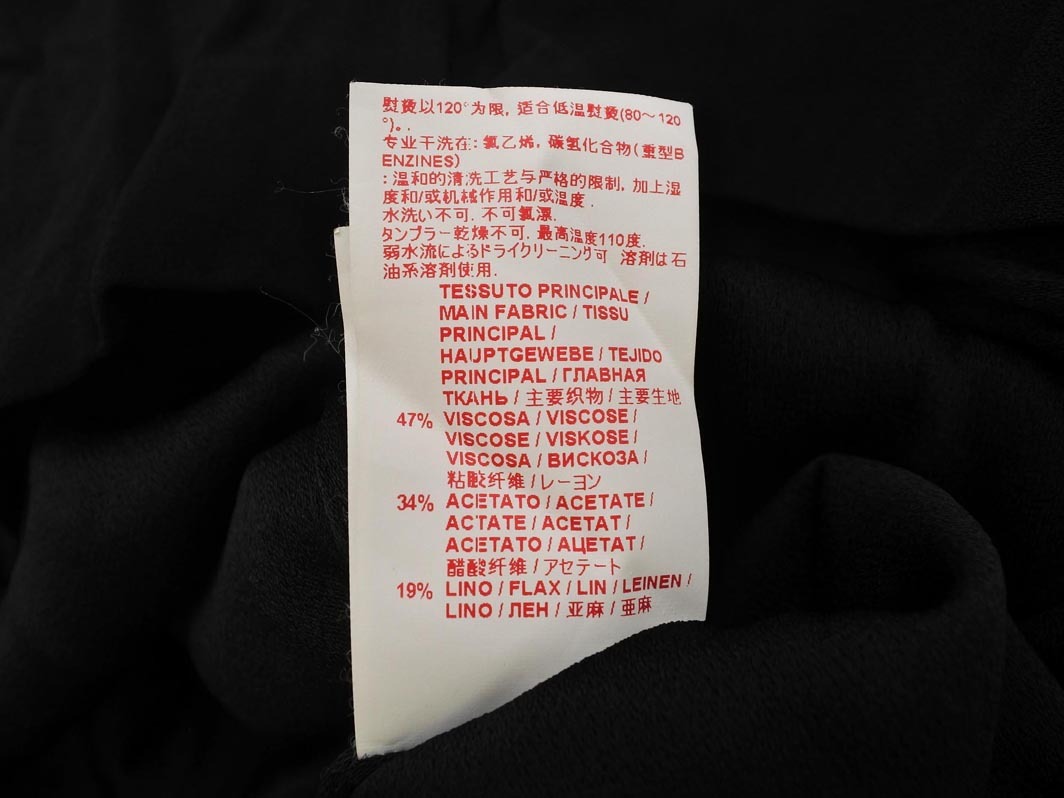 熨烫以120°为限, 适合低温熨烫(80～120
°)。.
专业干洗在: 氯乙烯, 碳氢化合物(重型B
ENZINES)
: 温和的清洗工艺与严格的限制, 加上湿
度和/或机械作用和/或温度 .
水洗い不可. 不可氯漂.
タンブラー乾燥不可. 最高温度110度.
弱水流によるドライクリーニング可 溶剤は石
油系溶剤使用.
TESSUTO PRINCIPALE /
MAIN FABRIC / TISSU
PRINCIPAL /
HAUPTGEWEBE / TEJIDO
PRINCIPAL / ГЛАВНАЯ
ТКАНЬ / 主要织物 / 主要生地
47% VISCOSA / VISCOSE /
VISCOSE / VISKOSE /
VISCOSA / ВИСКОЗА /
粘胶纤维 / レーヨン
34% ACETATO / ACETATE /
ACTATE / ACETAT /
ACETATO / АЦЕТАТ /
醋酸纤维 / アセテート
19% LINO / FLAX / LIN / LEINEN /
LINO / ЛЕН / 亚麻 / 亜麻